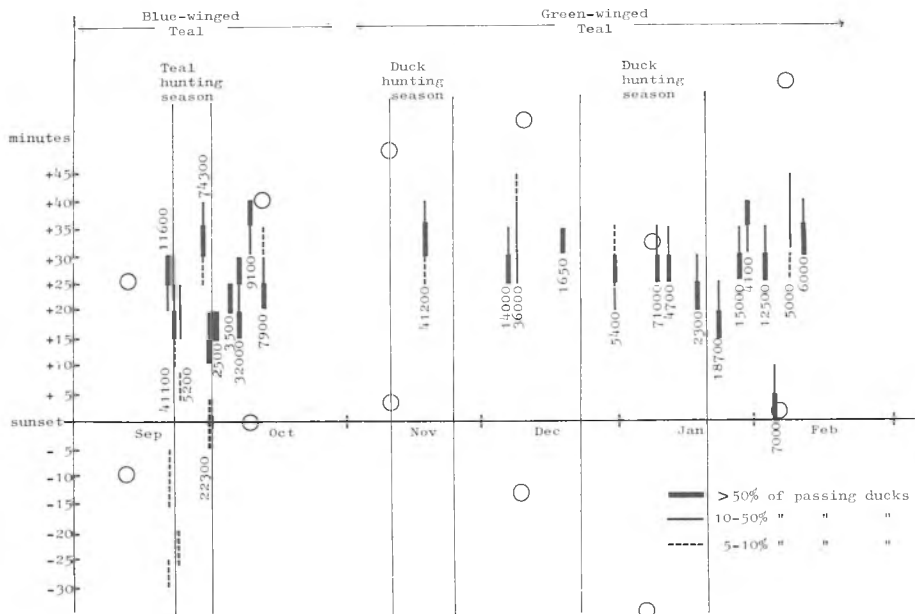 Blue-winged
Teal
Green-winged
Teal
Teal
hunting
season
Duck
hunting
season
Duck
hunting
season
minutes
+45
+40
+35
+30
+25
+20
+15
+10
+ 5
sunset
- 5
-10
-15
-20
-25
-30
Sep
Oct
Nov
Dec
Jan
Feb
11600
74300
41100
5200
22300
2500
3500
32000
9100
7900
41200
14000
36000
1650
5400
71000
4700
2300
18700
15000
4100
12500
7000
5000
6000
>50% of passing ducks
10-50% " " "
5-10% " " "